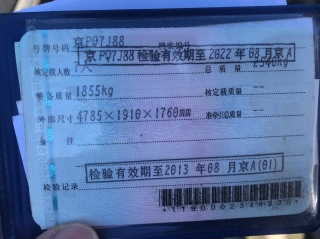 号牌号码 京PQ7J88
京PQ7J88检验有效期至2022年08月京A
核定载人数 总质量
整备质量 1855kg 核定载质量 --
外廓尺寸 4785×1910×1760mm 准牵引总质量 --
备注
检验有效期至2013年08月京A(01)
检验记录